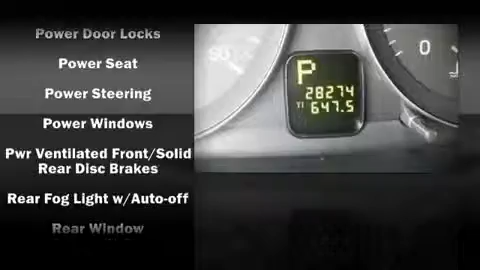 Power Door Locks
Power Seat
Power Steering
Power Windows
Pwr Ventilated Front/Solid
Rear Disc Brakes
Rear Fog Light w/Auto-off
Rear Window
P
28274
T1 647.5
0